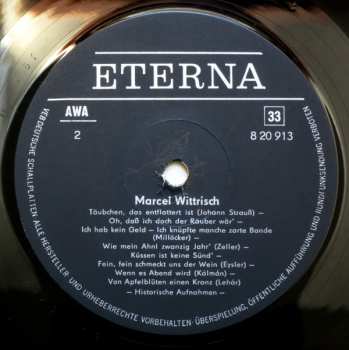 ETERNA
AWA
33
2
8 20 913
Marcel Wittrisch
Täubchen, das entflattert ist (Johann Strauß) —
Oh, daß ich doch der Räuber wär' —
Ich hab kein Geld — Ich knüpfte manche zarte Bande
(Millöcker) —
Wie mein Ahnl zwanzig Jahr' (Zeller) —
Küssen ist keine Sünd' —
Fein, fein schmeckt uns der Wein (Eysler) —
Wenn es Abend wird (Kálmán) —
Von Apfelblüten einen Kranz (Lehár)
— Historische Aufnahmen —
VEB DEUTSCHE SCHALLPLATTEN ALLE HERSTELLER- UND URHEBERRECHTE VORBEHALTEN · ÜBERSPIELUNG, ÖFFENTLICHE AUFFÜHRUNG UND RUNDFUNKSENDUNG VERBOTEN